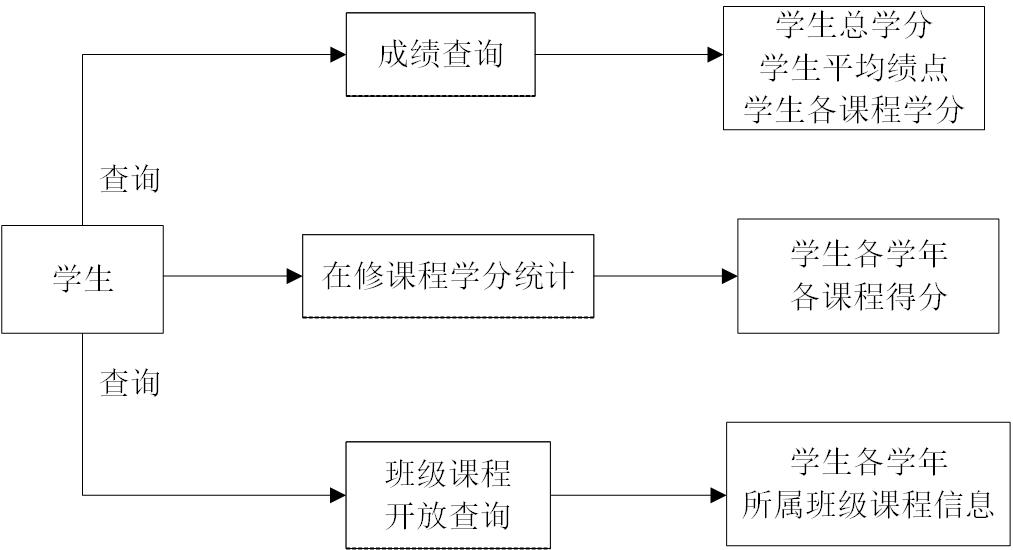 成绩查询
学生总学分
学生平均绩点
学生各课程学分
查询
学生
在修课程学分统计
学生各学年
各课程得分
查询
班级课程
开放查询
学生各学年
所属班级课程信息